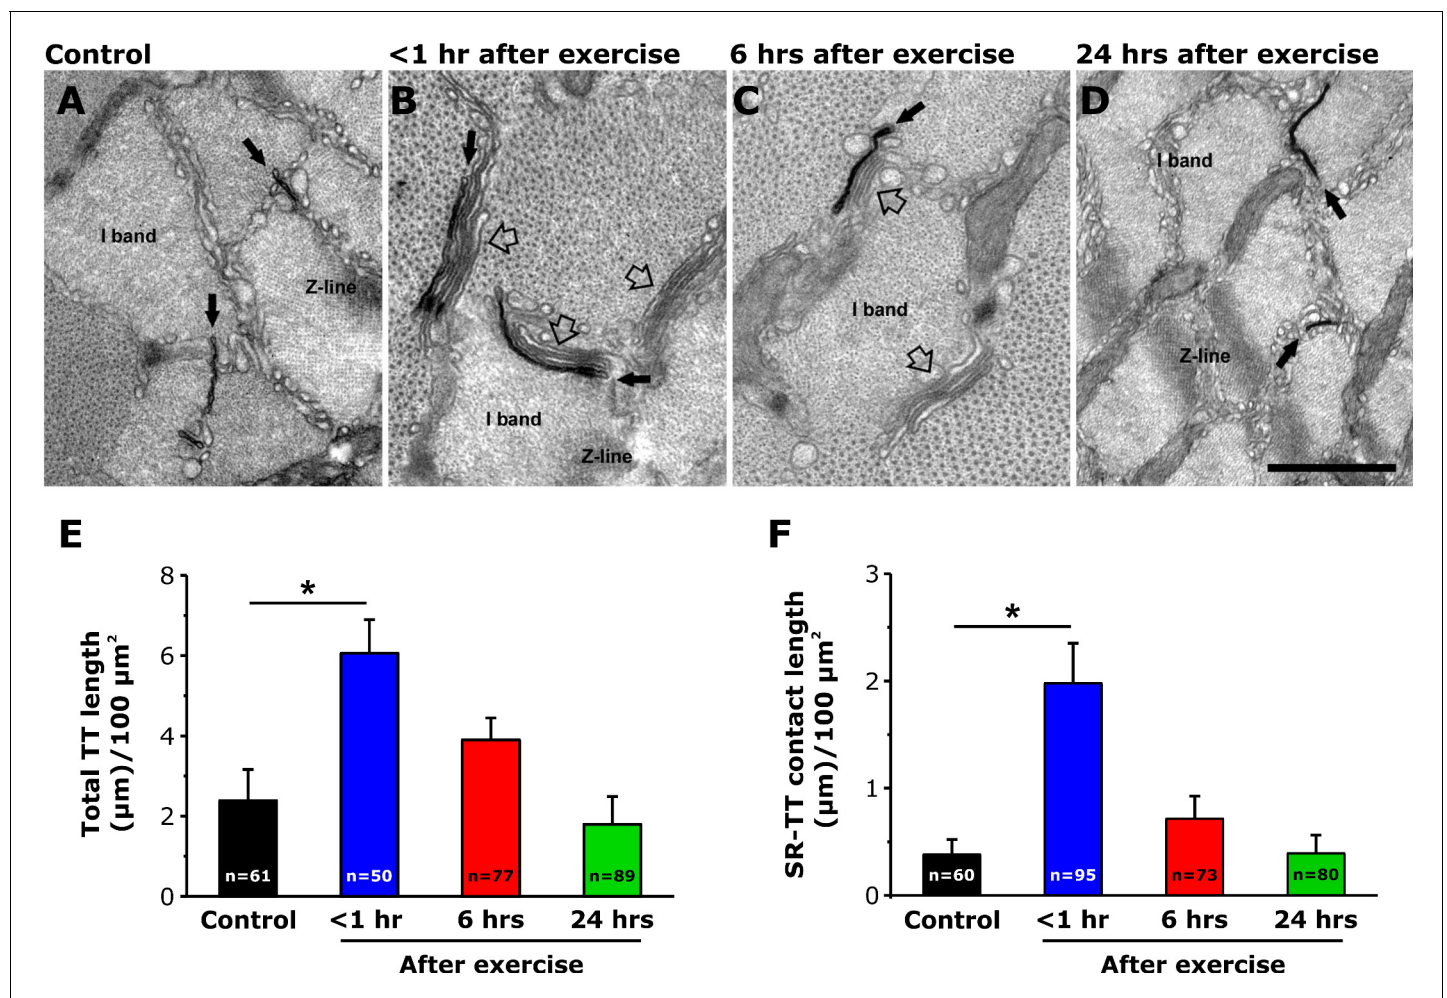 Control
<1 hr after exercise
6 hrs after exercise
24 hrs after exercise
A
B
C
D
I band
Z-line
I band
Z-line
I band
I band
Z-line
E
Total TT length
(µm)/100 µm²
8
6
4
2
0
*
n=61
n=50
n=77
n=89
Control
<1 hr
6 hrs
24 hrs
After exercise
F
SR-TT contact length
(µm)/100 µm²
3
2
1
0
*
n=60
n=95
n=73
n=80
Control
<1 hr
6 hrs
24 hrs
After exercise